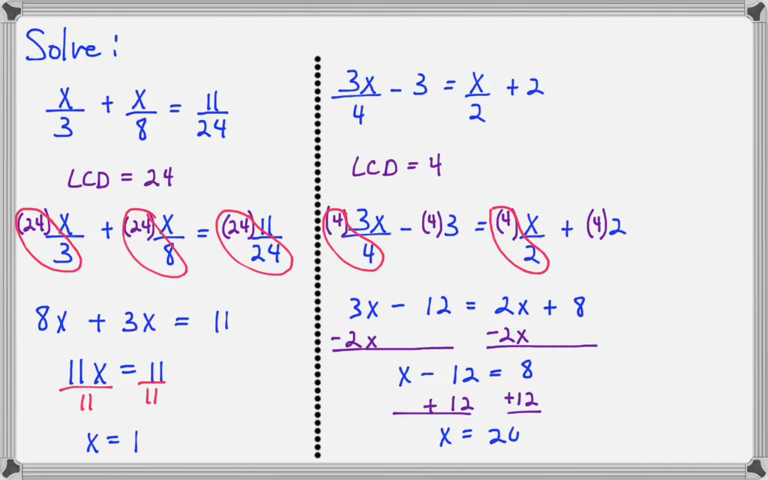 Solve:
x/3 + x/8 = 11/24
LCD = 24
(24)x/3 + (24)x/8 = (24)11/24
8x + 3x = 11
11x = 11
11 11
x = 1
3x/4 - 3 = x/2 + 2
LCD = 4
(4)3x/4 - (4)3 = (4)x/2 + (4)2
3x - 12 = 2x + 8
-2x -2x
x - 12 = 8
+ 12 +12
x = 20